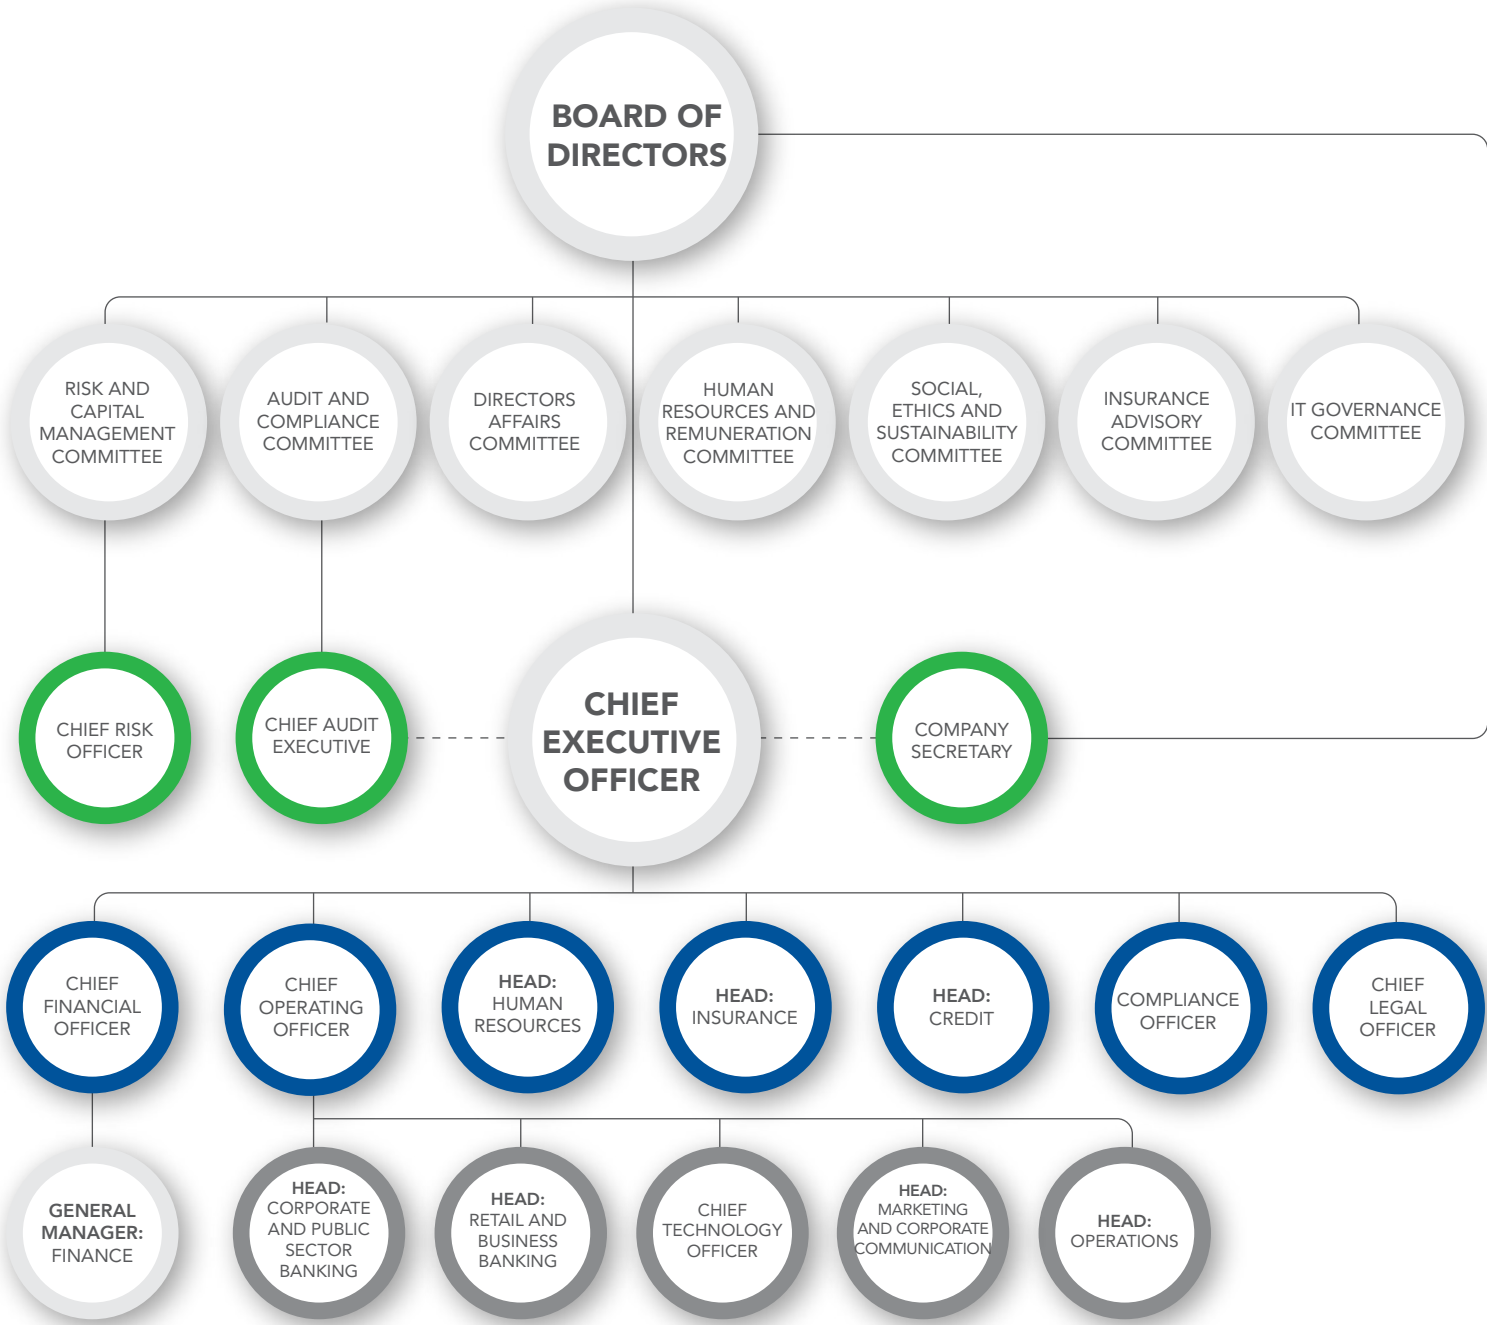 BOARD OF
DIRECTORS
RISK AND
CAPITAL
MANAGEMENT
COMMITTEE
AUDIT AND
COMPLIANCE
COMMITTEE
DIRECTORS
AFFAIRS
COMMITTEE
HUMAN
RESOURCES AND
REMUNERATION
COMMITTEE
SOCIAL,
ETHICS AND
SUSTAINABILITY
COMMITTEE
INSURANCE
ADVISORY
COMMITTEE
IT GOVERNANCE
COMMITTEE
CHIEF RISK
OFFICER
CHIEF AUDIT
EXECUTIVE
CHIEF
EXECUTIVE
OFFICER
COMPANY
SECRETARY
CHIEF
FINANCIAL
OFFICER
CHIEF
OPERATING
OFFICER
HEAD:
HUMAN
RESOURCES
HEAD:
INSURANCE
HEAD:
CREDIT
COMPLIANCE
OFFICER
CHIEF
LEGAL
OFFICER
GENERAL
MANAGER:
FINANCE
HEAD:
CORPORATE
AND PUBLIC
SECTOR
BANKING
HEAD:
RETAIL AND
BUSINESS
BANKING
CHIEF
TECHNOLOGY
OFFICER
HEAD:
MARKETING
AND CORPORATE
COMMUNICATION
HEAD:
OPERATIONS